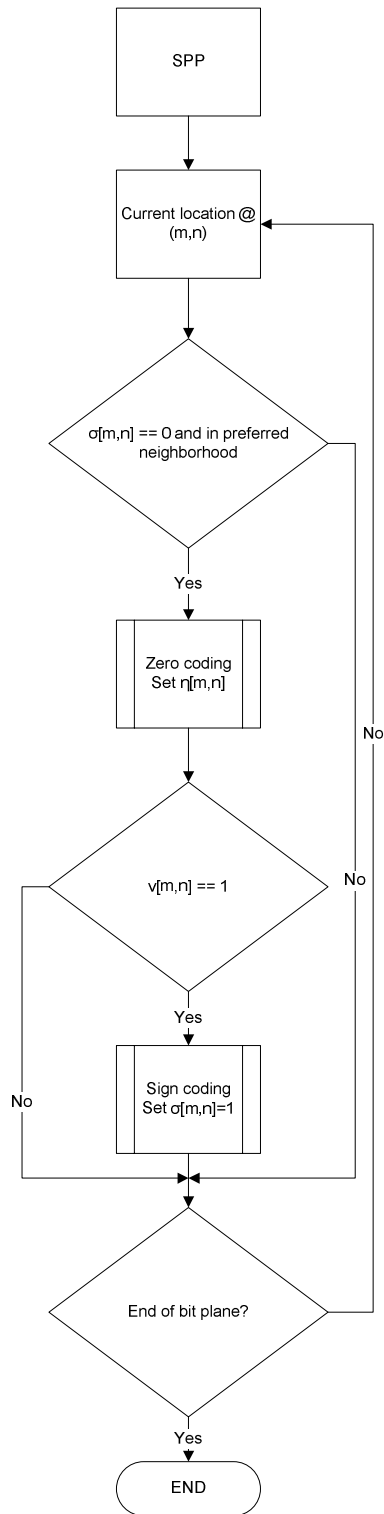 SPP
Current location @
(m,n)
σ[m,n] == 0 and in preferred
neighborhood
Yes
Zero coding
Set η[m,n]
No
v[m,n] == 1
No
Yes
Sign coding
Set σ[m,n]=1
No
End of bit plane?
Yes
END